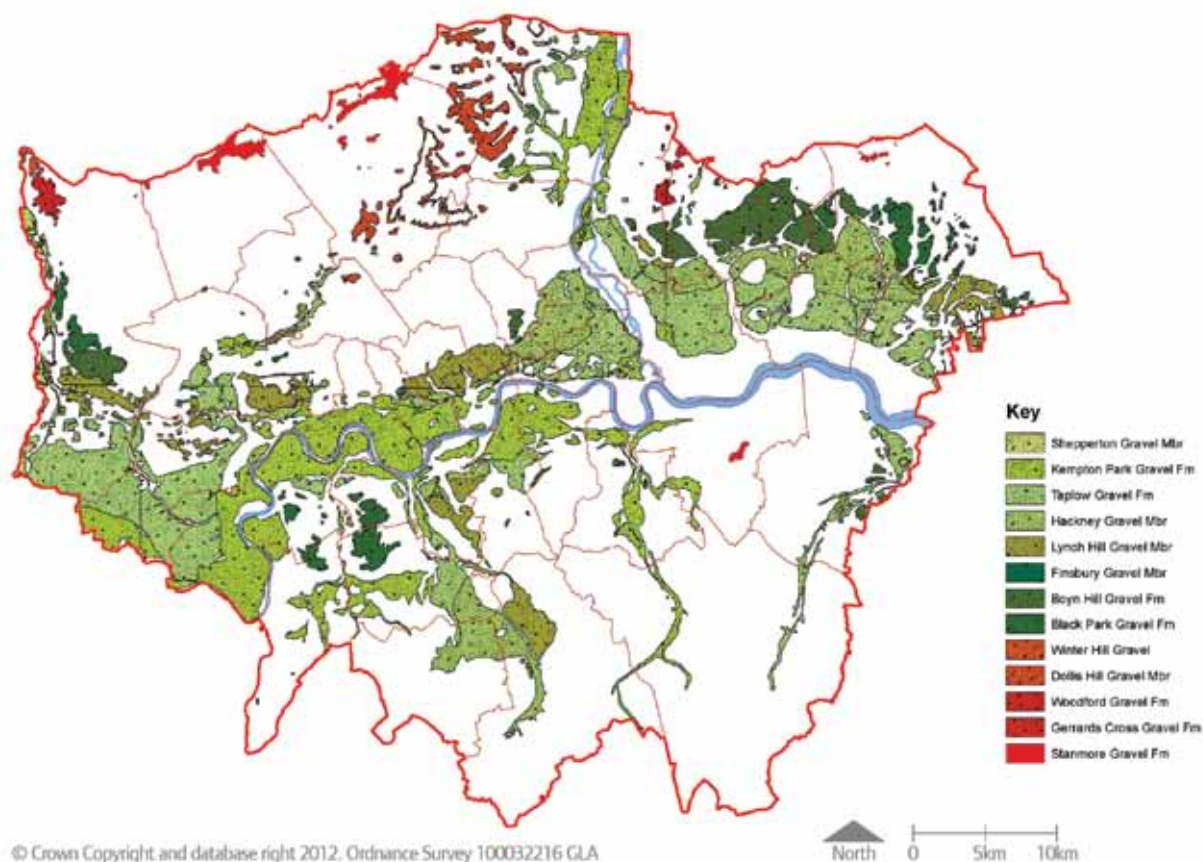 Key
Shepperton Gravel Mbr
Kempton Park Gravel Fm
Taplow Gravel Fm
Hackney Gravel Mbr
Lynch Hill Gravel Mbr
Finsbury Gravel Mbr
Boyn Hill Gravel Fm
Black Park Gravel Fm
Winter Hill Gravel
Dollis Hill Gravel Mbr
Woodford Gravel Fm
Gerrards Cross Gravel Fm
Stanmore Gravel Fm
© Crown Copyright and database right 2012. Ordnance Survey 100032216 GLA
North 0 5km 10km